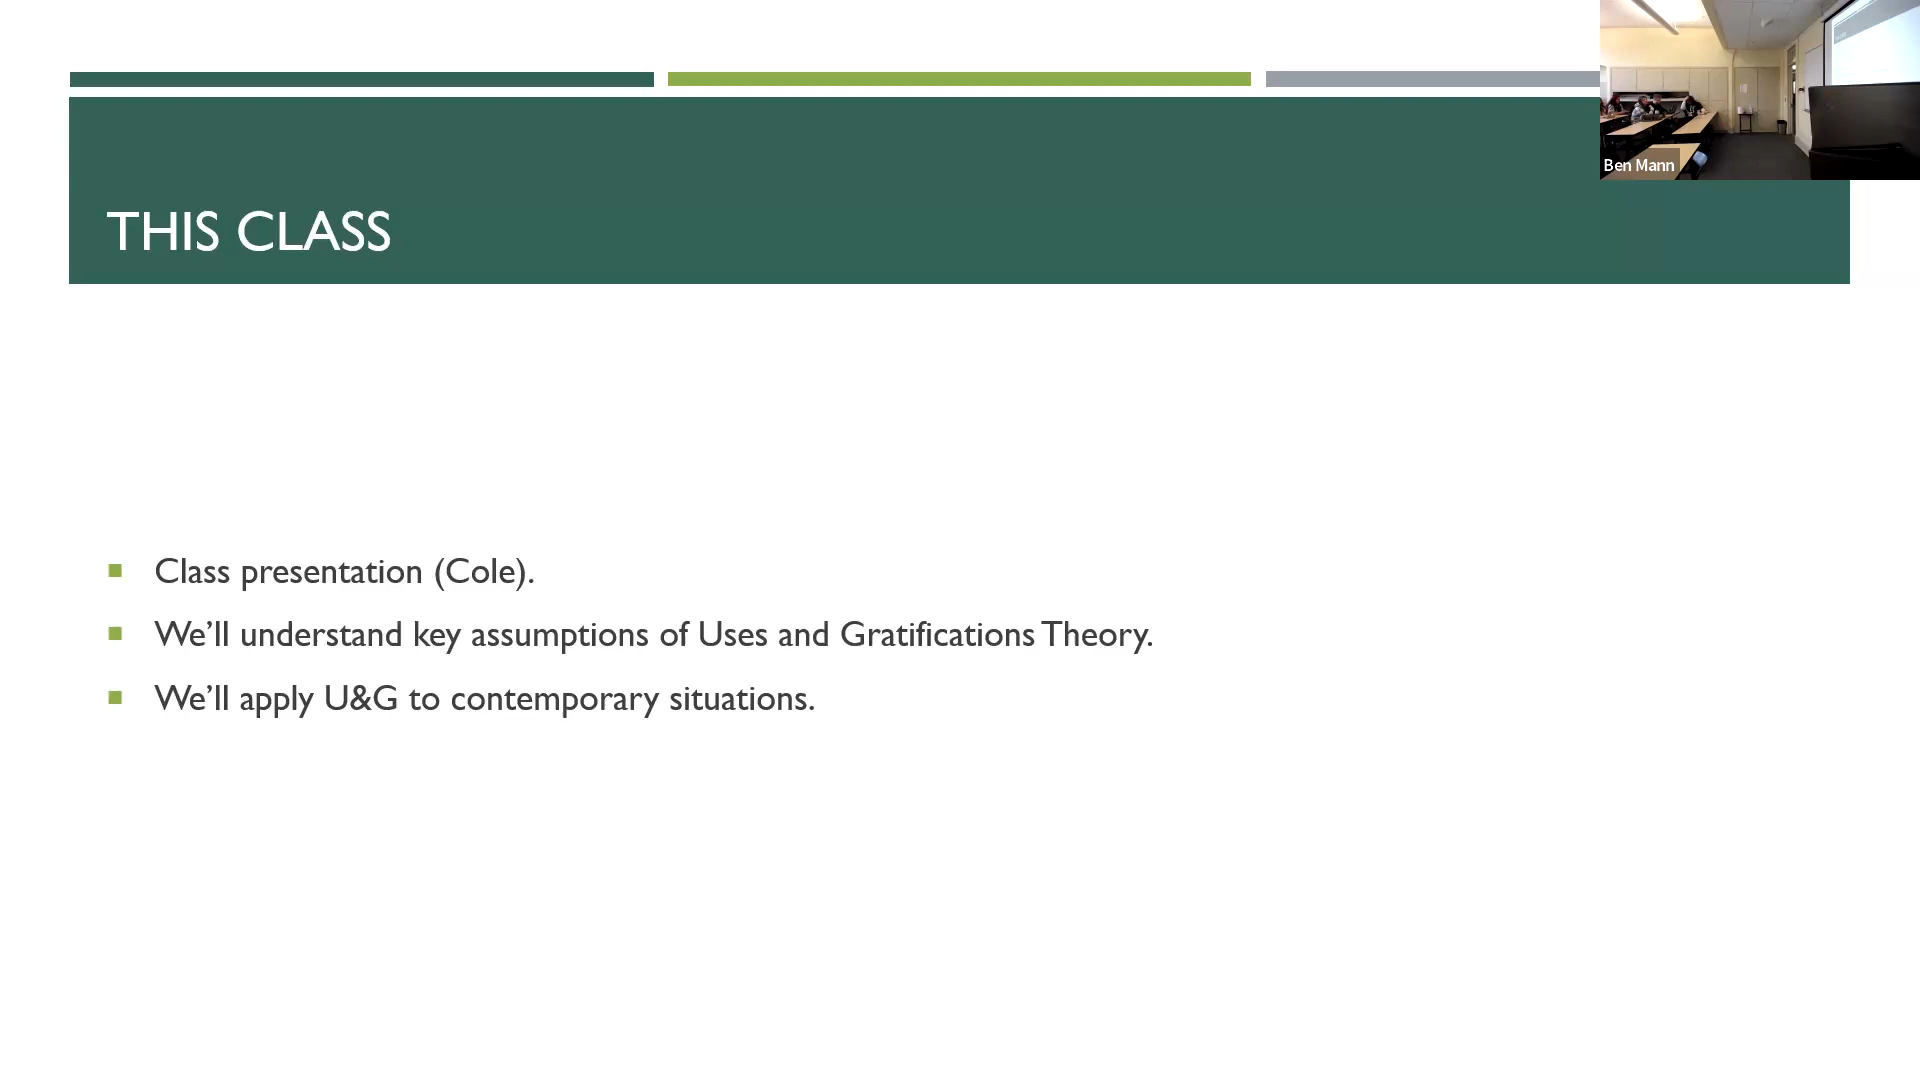 Ben Mann
THIS CLASS
Class presentation (Cole).
We’ll understand key assumptions of Uses and Gratifications Theory.
We’ll apply U&G to contemporary situations.